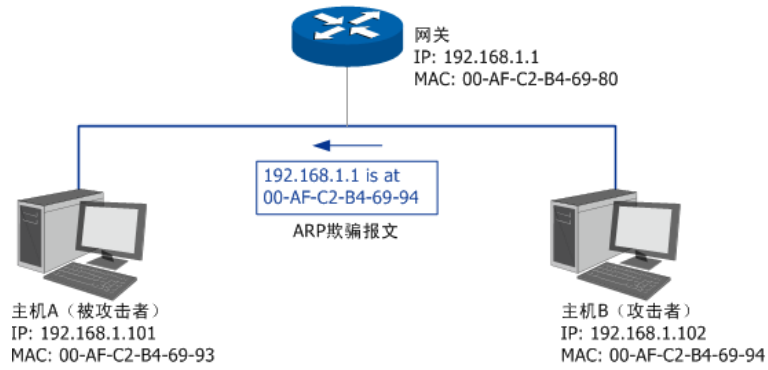 网关
IP: 192.168.1.1
MAC: 00-AF-C2-B4-69-80
192.168.1.1 is at
00-AF-C2-B4-69-94
ARP欺骗报文
主机A（被攻击者）
IP: 192.168.1.101
MAC: 00-AF-C2-B4-69-93
主机B（攻击者）
IP: 192.168.1.102
MAC: 00-AF-C2-B4-69-94